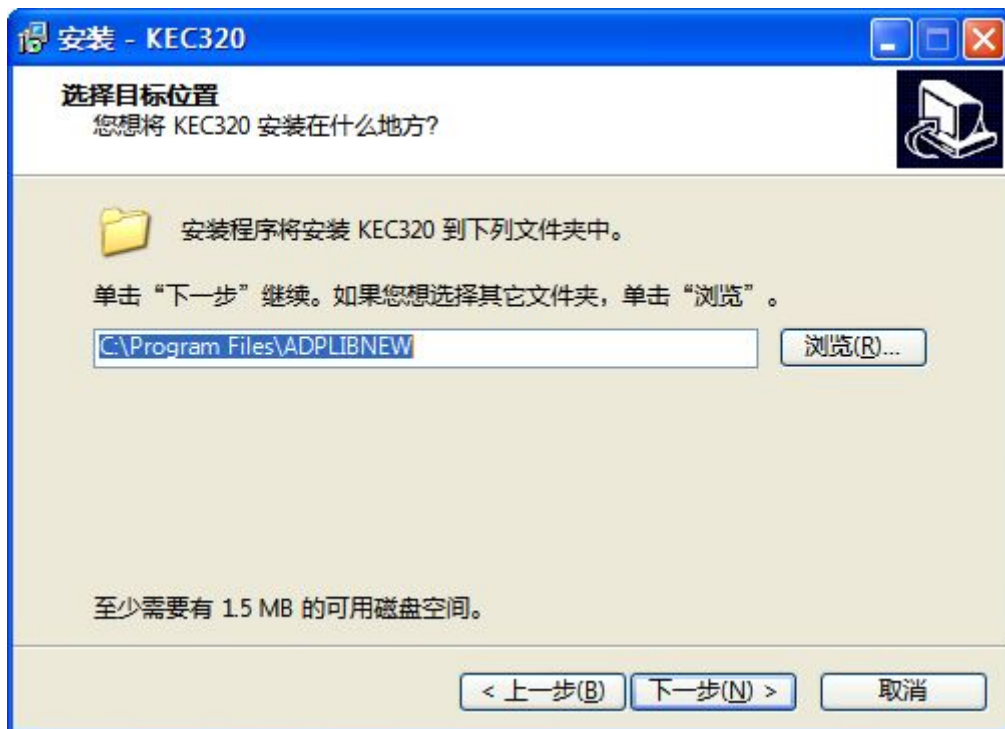 安装 - KEC320
选择目标位置
您想将 KEC320 安装在什么地方?
安装程序将安装 KEC320 到下列文件夹中。
单击“下一步”继续。如果您想选择其它文件夹，单击“浏览”。
C:\Program Files\ADPLIBNEW
浏览(R)...
至少需要有 1.5 MB 的可用磁盘空间。
< 上一步(B)
下一步(N) >
取消